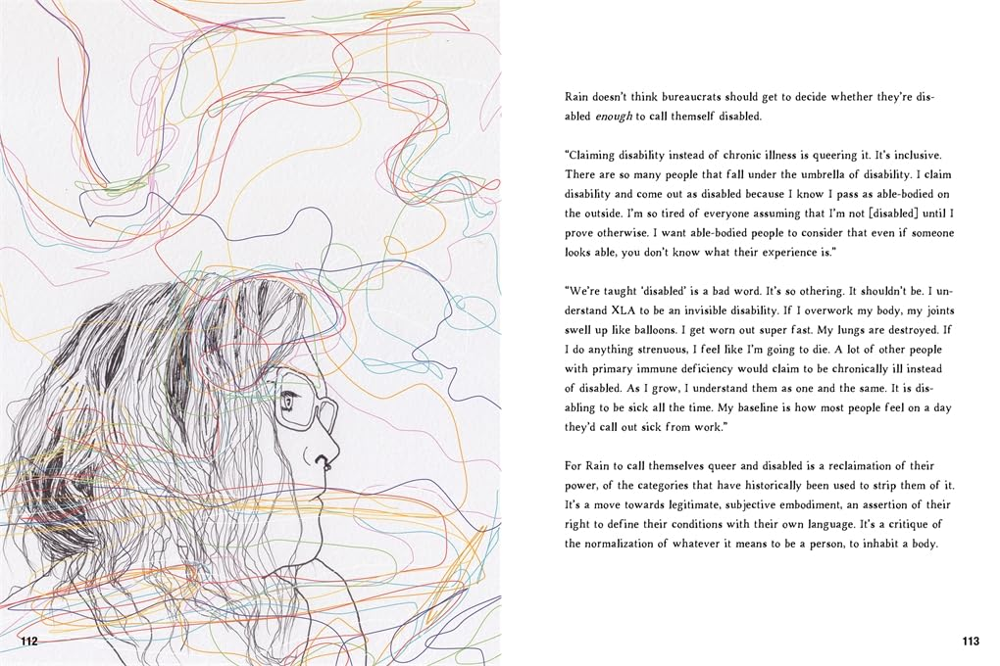 Rain doesn’t think bureaucrats should get to decide whether they’re dis-
abled enough to call themself disabled.
“Claiming disability instead of chronic illness is queering it. It’s inclusive.
There are so many people that fall under the umbrella of disability. I claim
disability and come out as disabled because I know I pass as able-bodied on
the outside. I’m so tired of everyone assuming that I’m not [disabled] until I
prove otherwise. I want able-bodied people to consider that even if someone
looks able, you don’t know what their experience is.”
“We’re taught ‘disabled’ is a bad word. It’s so othering. It shouldn’t be. I un-
derstand XLA to be an invisible disability. If I overwork my body, my joints
swell up like balloons. I get worn out super fast. My lungs are destroyed. If
I do anything strenuous, I feel like I’m going to die. A lot of other people
with primary immune deficiency would claim to be chronically ill instead
of disabled. As I grow, I understand them as one and the same. It is dis-
abling to be sick all the time. My baseline is how most people feel on a day
they’d call out sick from work.”
For Rain to call themselves queer and disabled is a reclamation of their
power, of the categories that have historically been used to strip them of it.
It’s a move towards legitimate, subjective embodiment, an assertion of their
right to define their conditions with their own language. It’s a critique of
the normalization of whatever it means to be a person, to inhabit a body.
112
113